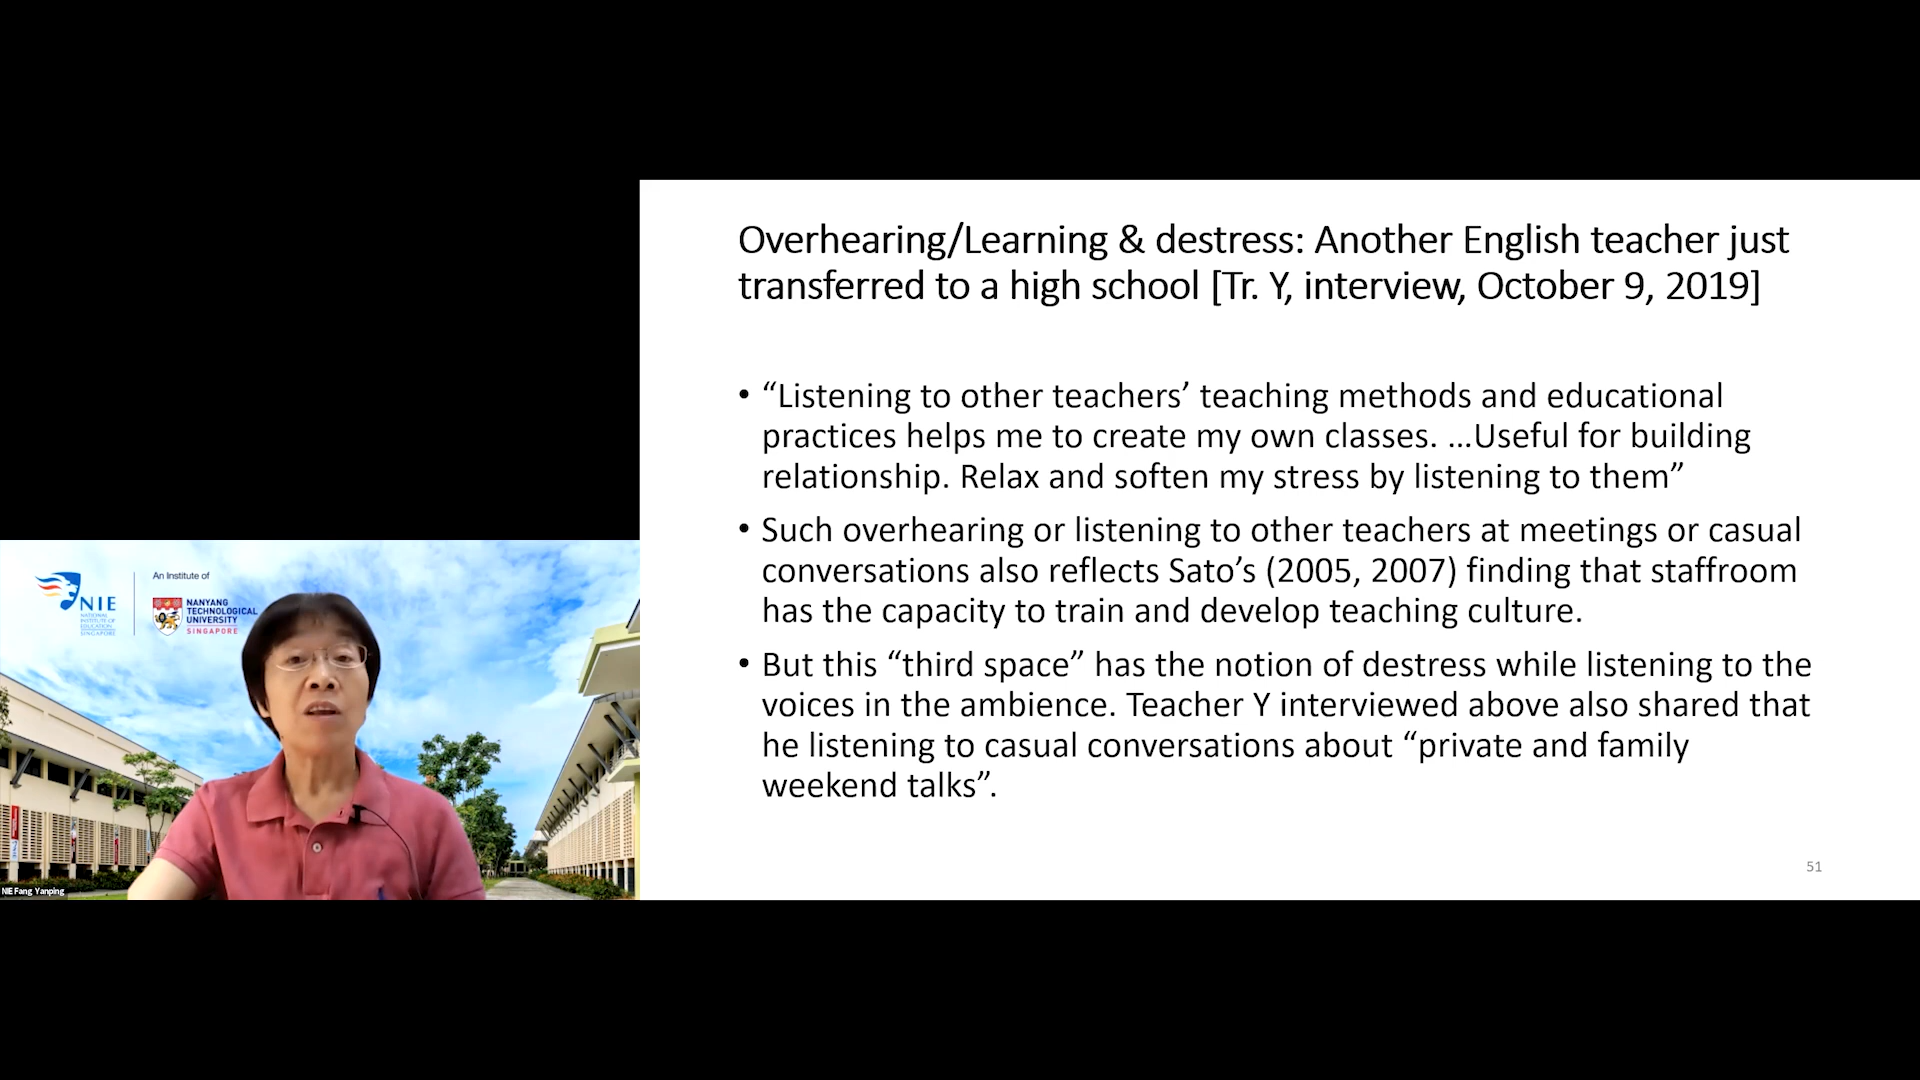 Overhearing/Learning & destress: Another English teacher just
transferred to a high school [Tr. Y, interview, October 9, 2019]
• “Listening to other teachers’ teaching methods and educational
practices helps me to create my own classes. …Useful for building
relationship. Relax and soften my stress by listening to them”
• Such overhearing or listening to other teachers at meetings or casual
conversations also reflects Sato’s (2005, 2007) finding that staffroom
has the capacity to train and develop teaching culture.
• But this “third space” has the notion of destress while listening to the
voices in the ambience. Teacher Y interviewed above also shared that
he listening to casual conversations about “private and family
weekend talks”.
51
NIE
NATIONAL
INSTITUTE OF
EDUCATION
SINGAPORE
An Institute of
NANYANG
TECHNOLOGICAL
UNIVERSITY
SINGAPORE
NIE Fang Yanping